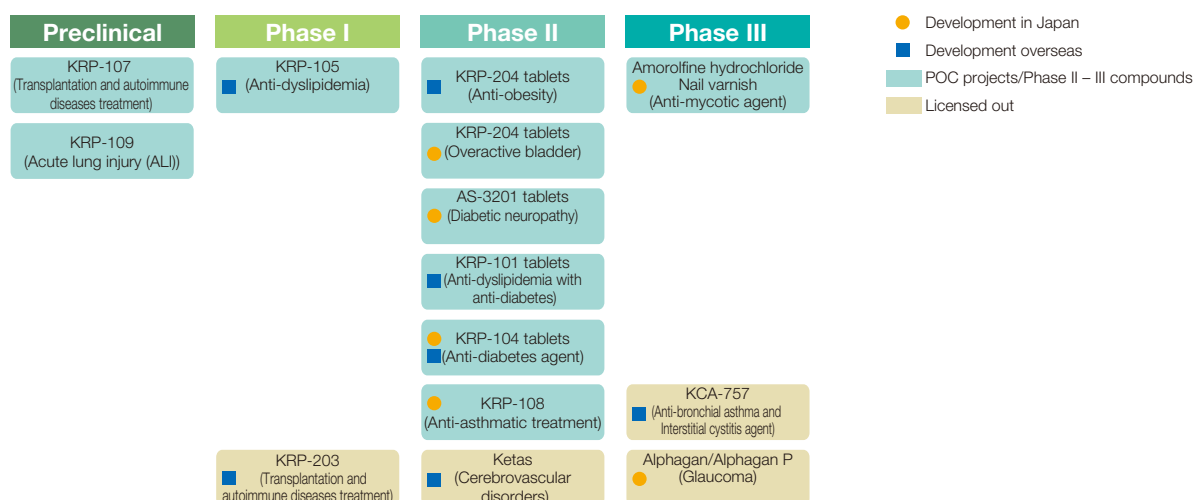 Preclinical
Phase I
Phase II
Phase III
Development in Japan
Development overseas
POC projects/Phase II – III compounds
Licensed out
KRP-107
(Transplantation and autoimmune
diseases treatment)
KRP-105
(Anti-dyslipidemia)
KRP-204 tablets
(Anti-obesity)
Amorolfine hydrochloride
Nail varnish
(Anti-mycotic agent)
KRP-109
(Acute lung injury (ALI))
KRP-204 tablets
(Overactive bladder)
AS-3201 tablets
(Diabetic neuropathy)
KRP-101 tablets
(Anti-dyslipidemia with
anti-diabetes)
KRP-104 tablets
(Anti-diabetes agent)
KRP-108
(Anti-asthmatic treatment)
KCA-757
(Anti-bronchial asthma and
Interstitial cystitis agent)
KRP-203
(Transplantation and
autoimmune diseases treatment)
Ketas
(Cerebrovascular
disorders)
Alphagan/Alphagan P
(Glaucoma)